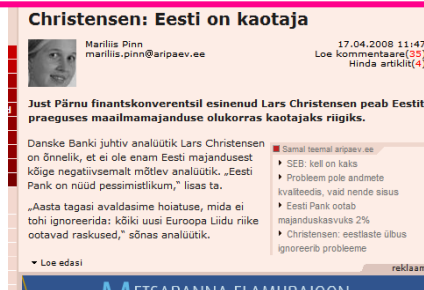 Christensen: Eesti on kaotaja
Mariliis Pinn
mariliis.pinn@aripaev.ee
17.04.2008 11:47
Loe kommentaare(35)
Hinda artiklit(4)
Just Pärnu finantskonverentsil esinenud Lars Christensen peab Eestit
praeguses maailmamajanduse olukorras kaotajaks riigiks.
Danske Banki juhtiv analüütik Lars Christensen
on õnnelik, et ei ole enam Eesti majandusest
kõige negatiivsemalt mõtlev analüütik. „Eesti
Pank on nüüd pessimistlikum,” lisas ta.
„Aasta tagasi avaldasime hoiatuse, mida ei
tohi ignoreerida: kõiki uusi Euroopa Liidu riike
ootavad raskused,” sõnas analüütik.
Loe edasi
Samal teemal aripaev.ee
SEB: kell on kaks
Probleem pole andmete
kvaliteedis, vaid nende sisus
Eesti Pank ootab
majanduskasvuks 2%
Christensen: eestlaste ülbus
ignoreerib probleeme
reklaam